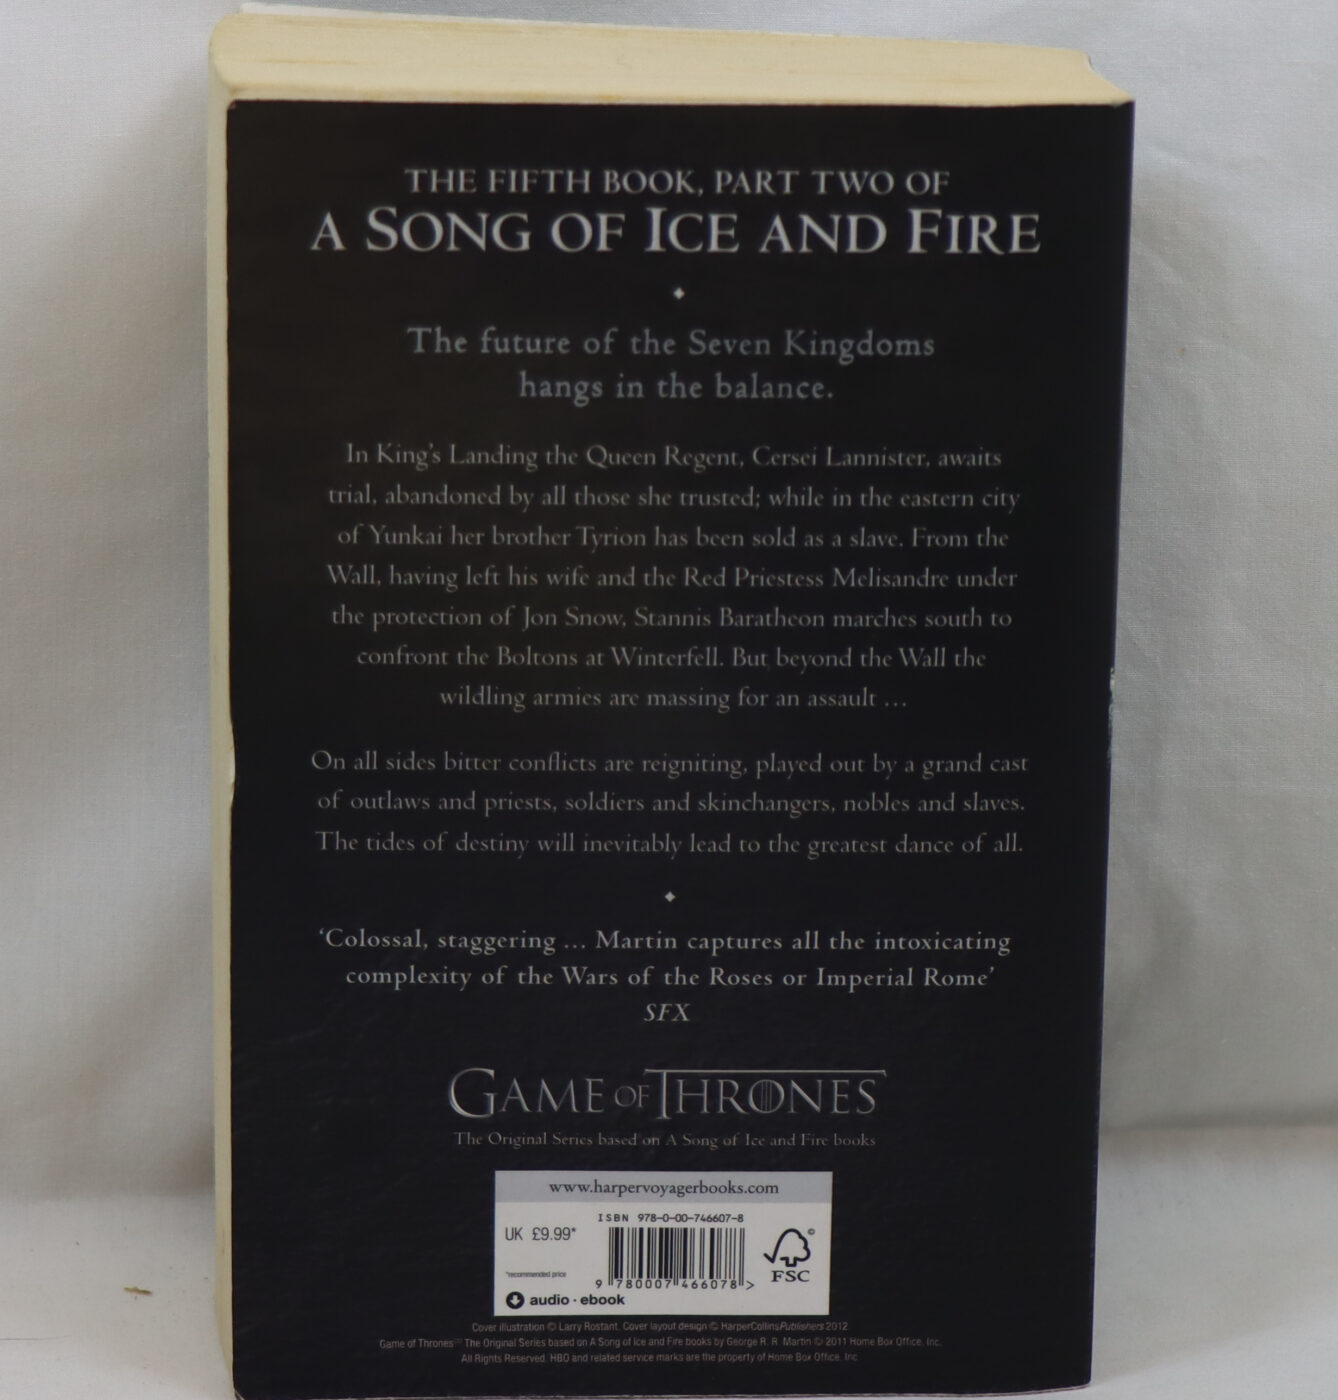 THE FIFTH BOOK, PART TWO OF
A SONG OF ICE AND FIRE
The future of the Seven Kingdoms
hangs in the balance.
In King's Landing the Queen Regent, Cersei Lannister, awaits
trial, abandoned by all those she trusted; while in the eastern city
of Yunkai her brother Tyrion has been sold as a slave. From the
Wall, having left his wife and the Red Priestess Melisandre under
the protection of Jon Snow, Stannis Baratheon marches south to
confront the Boltons at Winterfell. But beyond the Wall the
wildling armies are massing for an assault ...
On all sides bitter conflicts are reigniting, played out by a grand cast
of outlaws and priests, soldiers and skinchangers, nobles and slaves.
The tides of destiny will inevitably lead to the greatest dance of all.
'Colossal, staggering ... Martin captures all the intoxicating
complexity of the Wars of the Roses or Imperial Rome'
SFX
GAME OF THRONES
The Original Series based on A Song of Ice and Fire books
www.harpervoyagerbooks.com
ISBN 978-0-00-746607-8
UK £9.99*
*recommended price
9 780007 466078 >
FSC
©
audio · ebook
Cover illustration © Larry Rostant. Cover layout design © HarperCollinsPublishers 2012
Game of Thrones™ The Original Series based on A Song of Ice and Fire books by George R. R. Martin © 2011 Home Box Office, Inc.
All Rights Reserved. HBO and related service marks are the property of Home Box Office, Inc